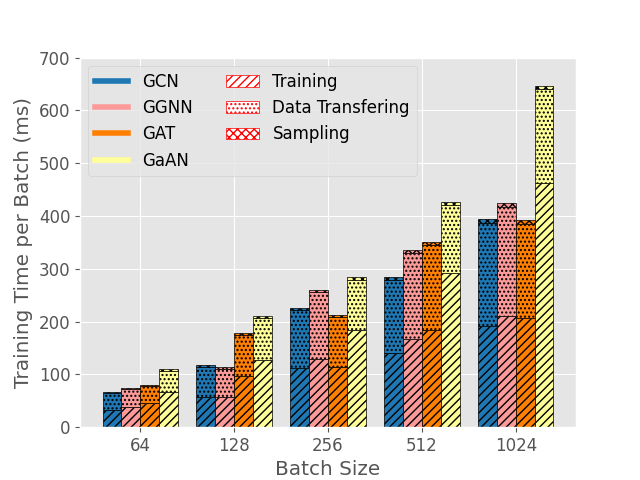 700
600
500
400
300
200
100
0
Training Time per Batch (ms)
GCN
GGNN
GAT
GaAN
Training
Data Transfering
Sampling
64 128 256 512 1024
Batch Size